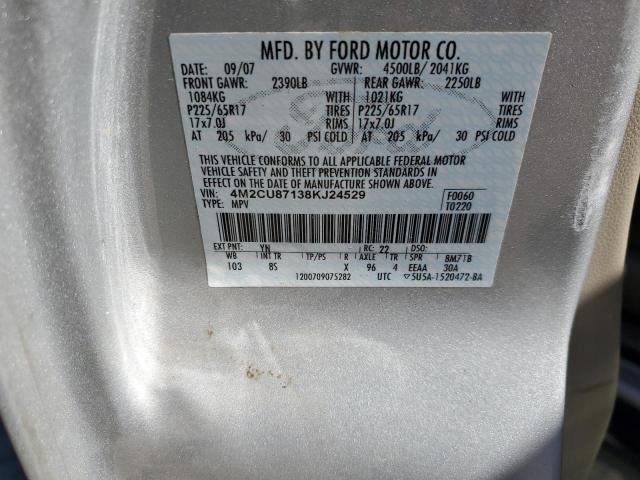 MFD. BY FORD MOTOR CO.
DATE: 09/07 GVWR: 4500LB/ 2041KG
FRONT GAWR: 2390LB REAR GAWR: 2250LB
1084KG WITH 1021KG WITH
P225/65R17 TIRES P225/65R17 TIRES
17x7.0J RIMS 17x7.0J RIMS
AT 205 kPa/ 30 PSI COLD AT 205 kPa/ 30 PSI COLD
THIS VEHICLE CONFORMS TO ALL APPLICABLE FEDERAL MOTOR
VEHICLE SAFETY AND THEFT PREVENTION STANDARDS IN
EFFECT ON THE DATE OF MANUFACTURE SHOWN ABOVE.
VIN: 4M2CU87138KJ24529 F0060
TYPE: MPV T0220
EXT PNT: YN RC: 22 DSO:
WB INT TR TP/PS R AXLE TR SPR BM71B
103 8S X 96 4 EEAA 30A
1200709075282 UTC ▽5U5A-1520472-BA
Ford